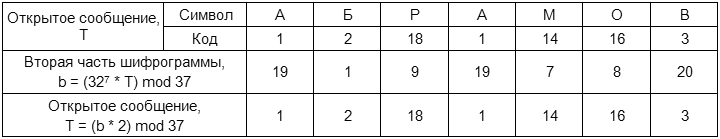 Открытое сообщение, Т
Символ А Б Р А М О В
Код 1 2 18 1 14 16 3
Вторая часть шифрограммы, b = (32⁷ * T) mod 37 19 1 9 19 7 8 20
Открытое сообщение, T = (b * 2) mod 37 1 2 18 1 14 16 3